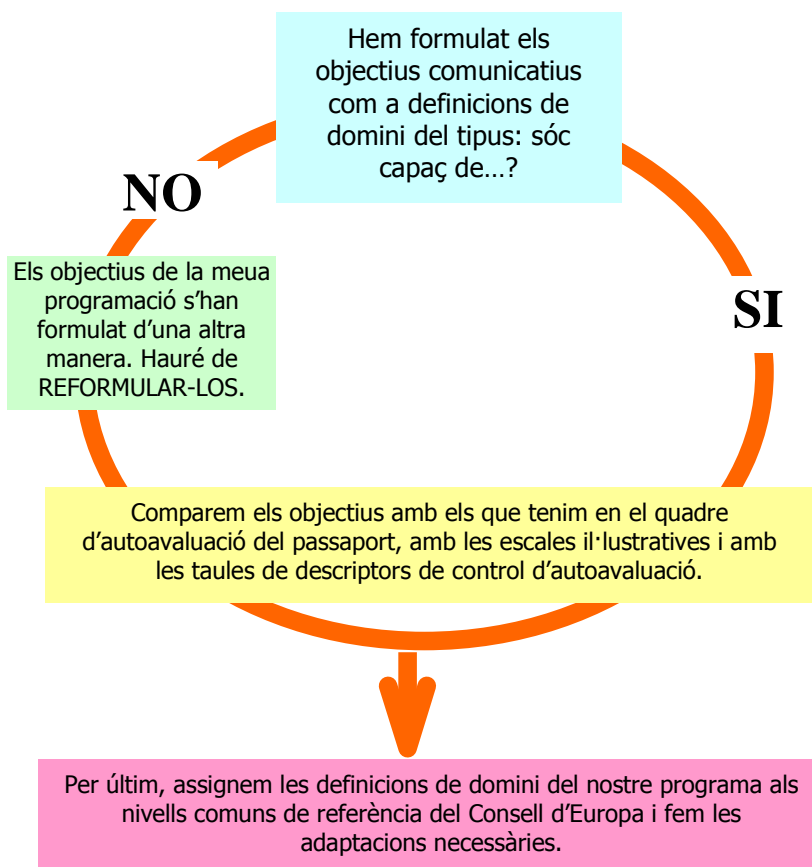 Hem formulat els
objectius comunicatius
com a definicions de
domini del tipus: sóc
capaç de...?
NO
SI
Els objectius de la meua
programació s'han
formulat d'una altra
manera. Hauré de
REFORMULAR-LOS.
Comparem els objectius amb els que tenim en el quadre
d'autoavaluació del passaport, amb les escales il·lustratives i amb
les taules de descriptors de control d'autoavaluació.
Per últim, assignem les definicions de domini del nostre programa als
nivells comuns de referència del Consell d'Europa i fem les
adaptacions necessàries.